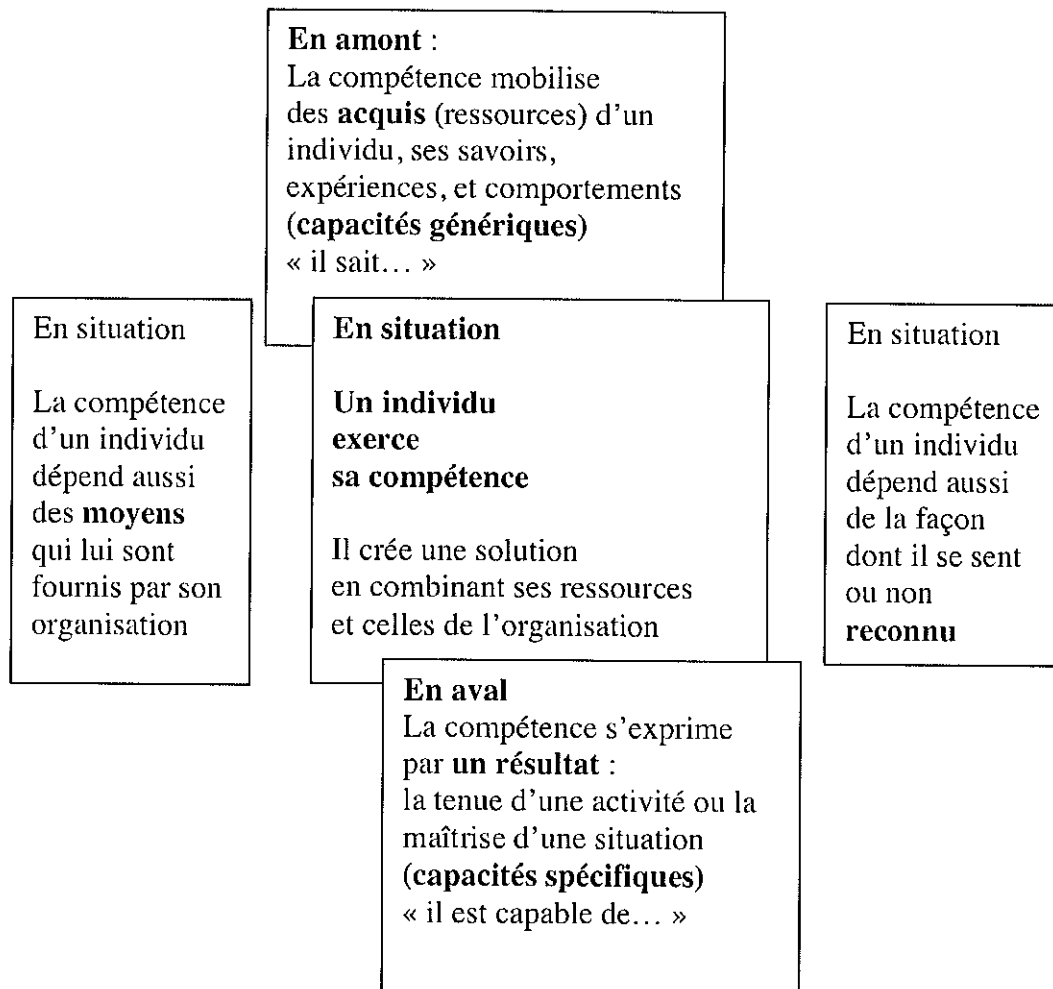 En amont :
La compétence mobilise
des acquis (ressources) d'un
individu, ses savoirs,
expériences, et comportements
(capacités génériques)
« il sait… »
En situation
La compétence
d'un individu
dépend aussi
des moyens
qui lui sont
fournis par son
organisation
En situation
Un individu
exerce
sa compétence
Il crée une solution
en combinant ses ressources
et celles de l'organisation
En situation
La compétence
d'un individu
dépend aussi
de la façon
dont il se sent
ou non
reconnu
En aval
La compétence s'exprime
par un résultat :
la tenue d'une activité ou la
maîtrise d'une situation
(capacités spécifiques)
« il est capable de… »